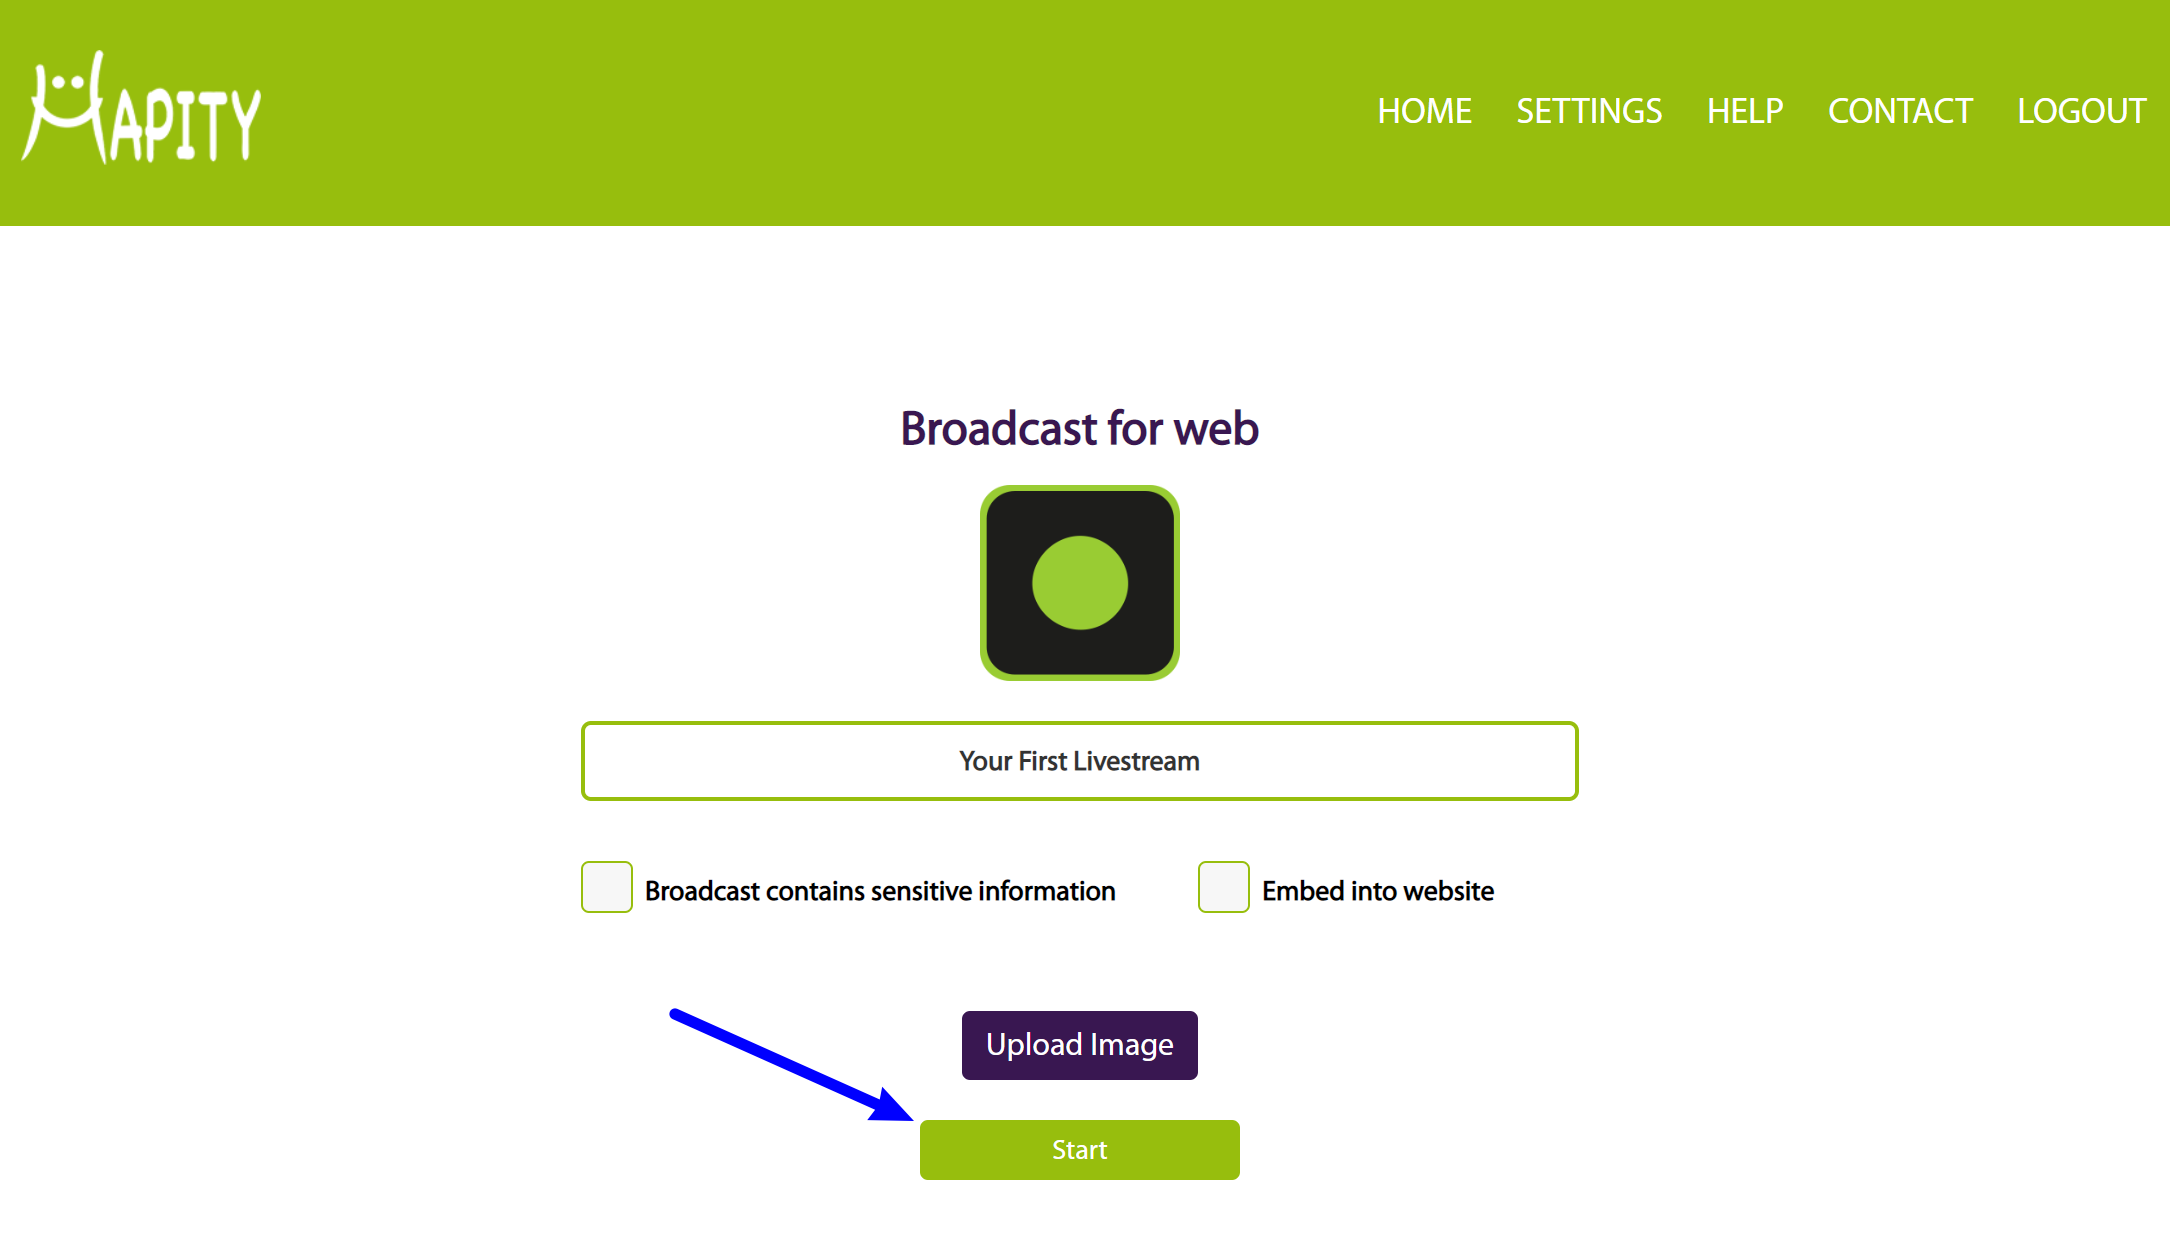 HAPITY
HOME SETTINGS HELP CONTACT LOGOUT
Broadcast for web
Your First Livestream
Broadcast contains sensitive information Embed into website
Upload Image
Start